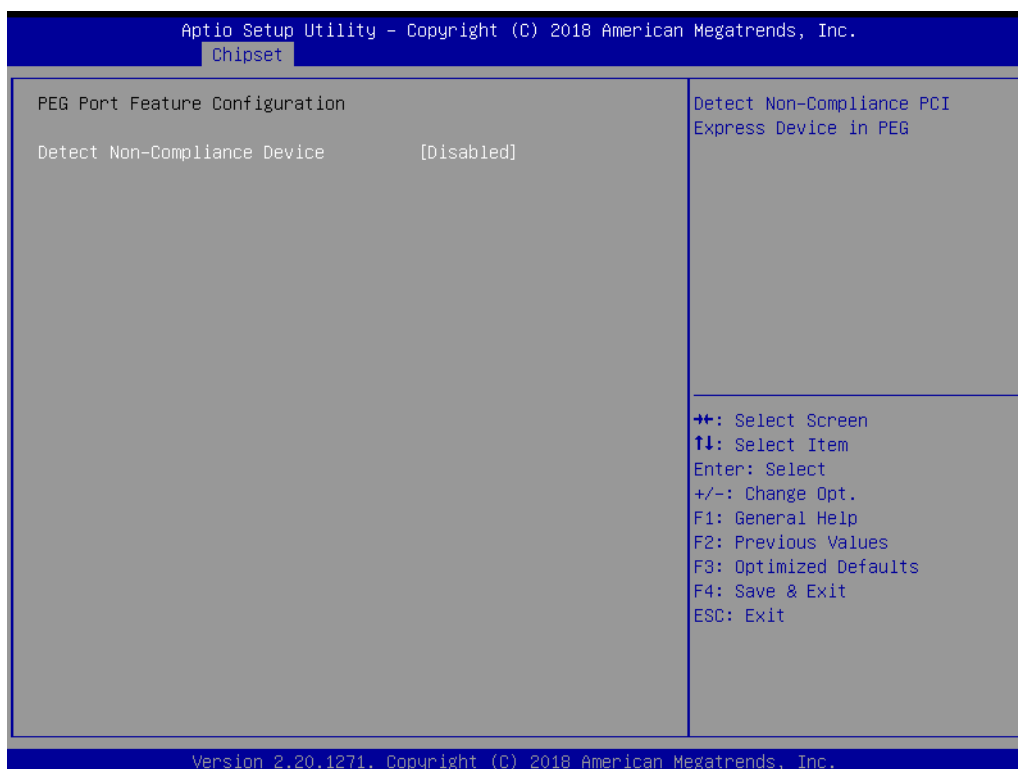 Aptio Setup Utility – Copyright (C) 2018 American Megatrends, Inc.
Chipset
PEG Port Feature Configuration
Detect Non-Compliance Device [Disabled]
Detect Non-Compliance PCI
Express Device in PEG
→←: Select Screen
↑↓: Select Item
Enter: Select
+/-: Change Opt.
F1: General Help
F2: Previous Values
F3: Optimized Defaults
F4: Save & Exit
ESC: Exit
Version 2.20.1271. Copyright (C) 2018 American Megatrends, Inc.